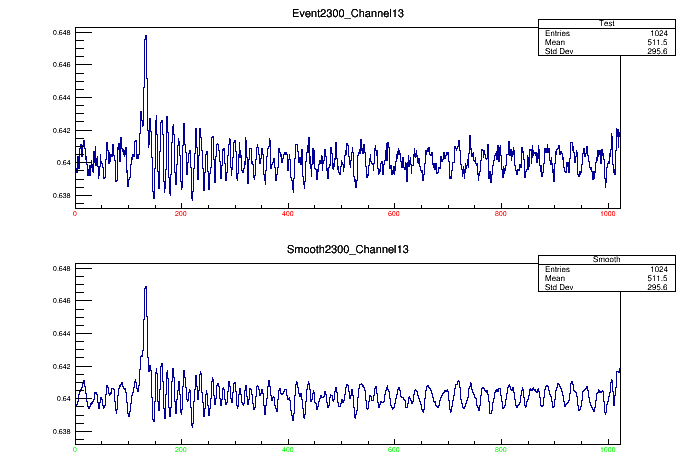 Event2300_Channel13
Test
Entries 1024
Mean 511.5
Std Dev 295.6
0.648
0.646
0.644
0.642
0.64
0.638
0 200 400 600 800 1000
Smooth2300_Channel13
Smooth
Entries 1024
Mean 511.5
Std Dev 295.6
0.648
0.646
0.644
0.642
0.64
0.638
0 200 400 600 800 1000